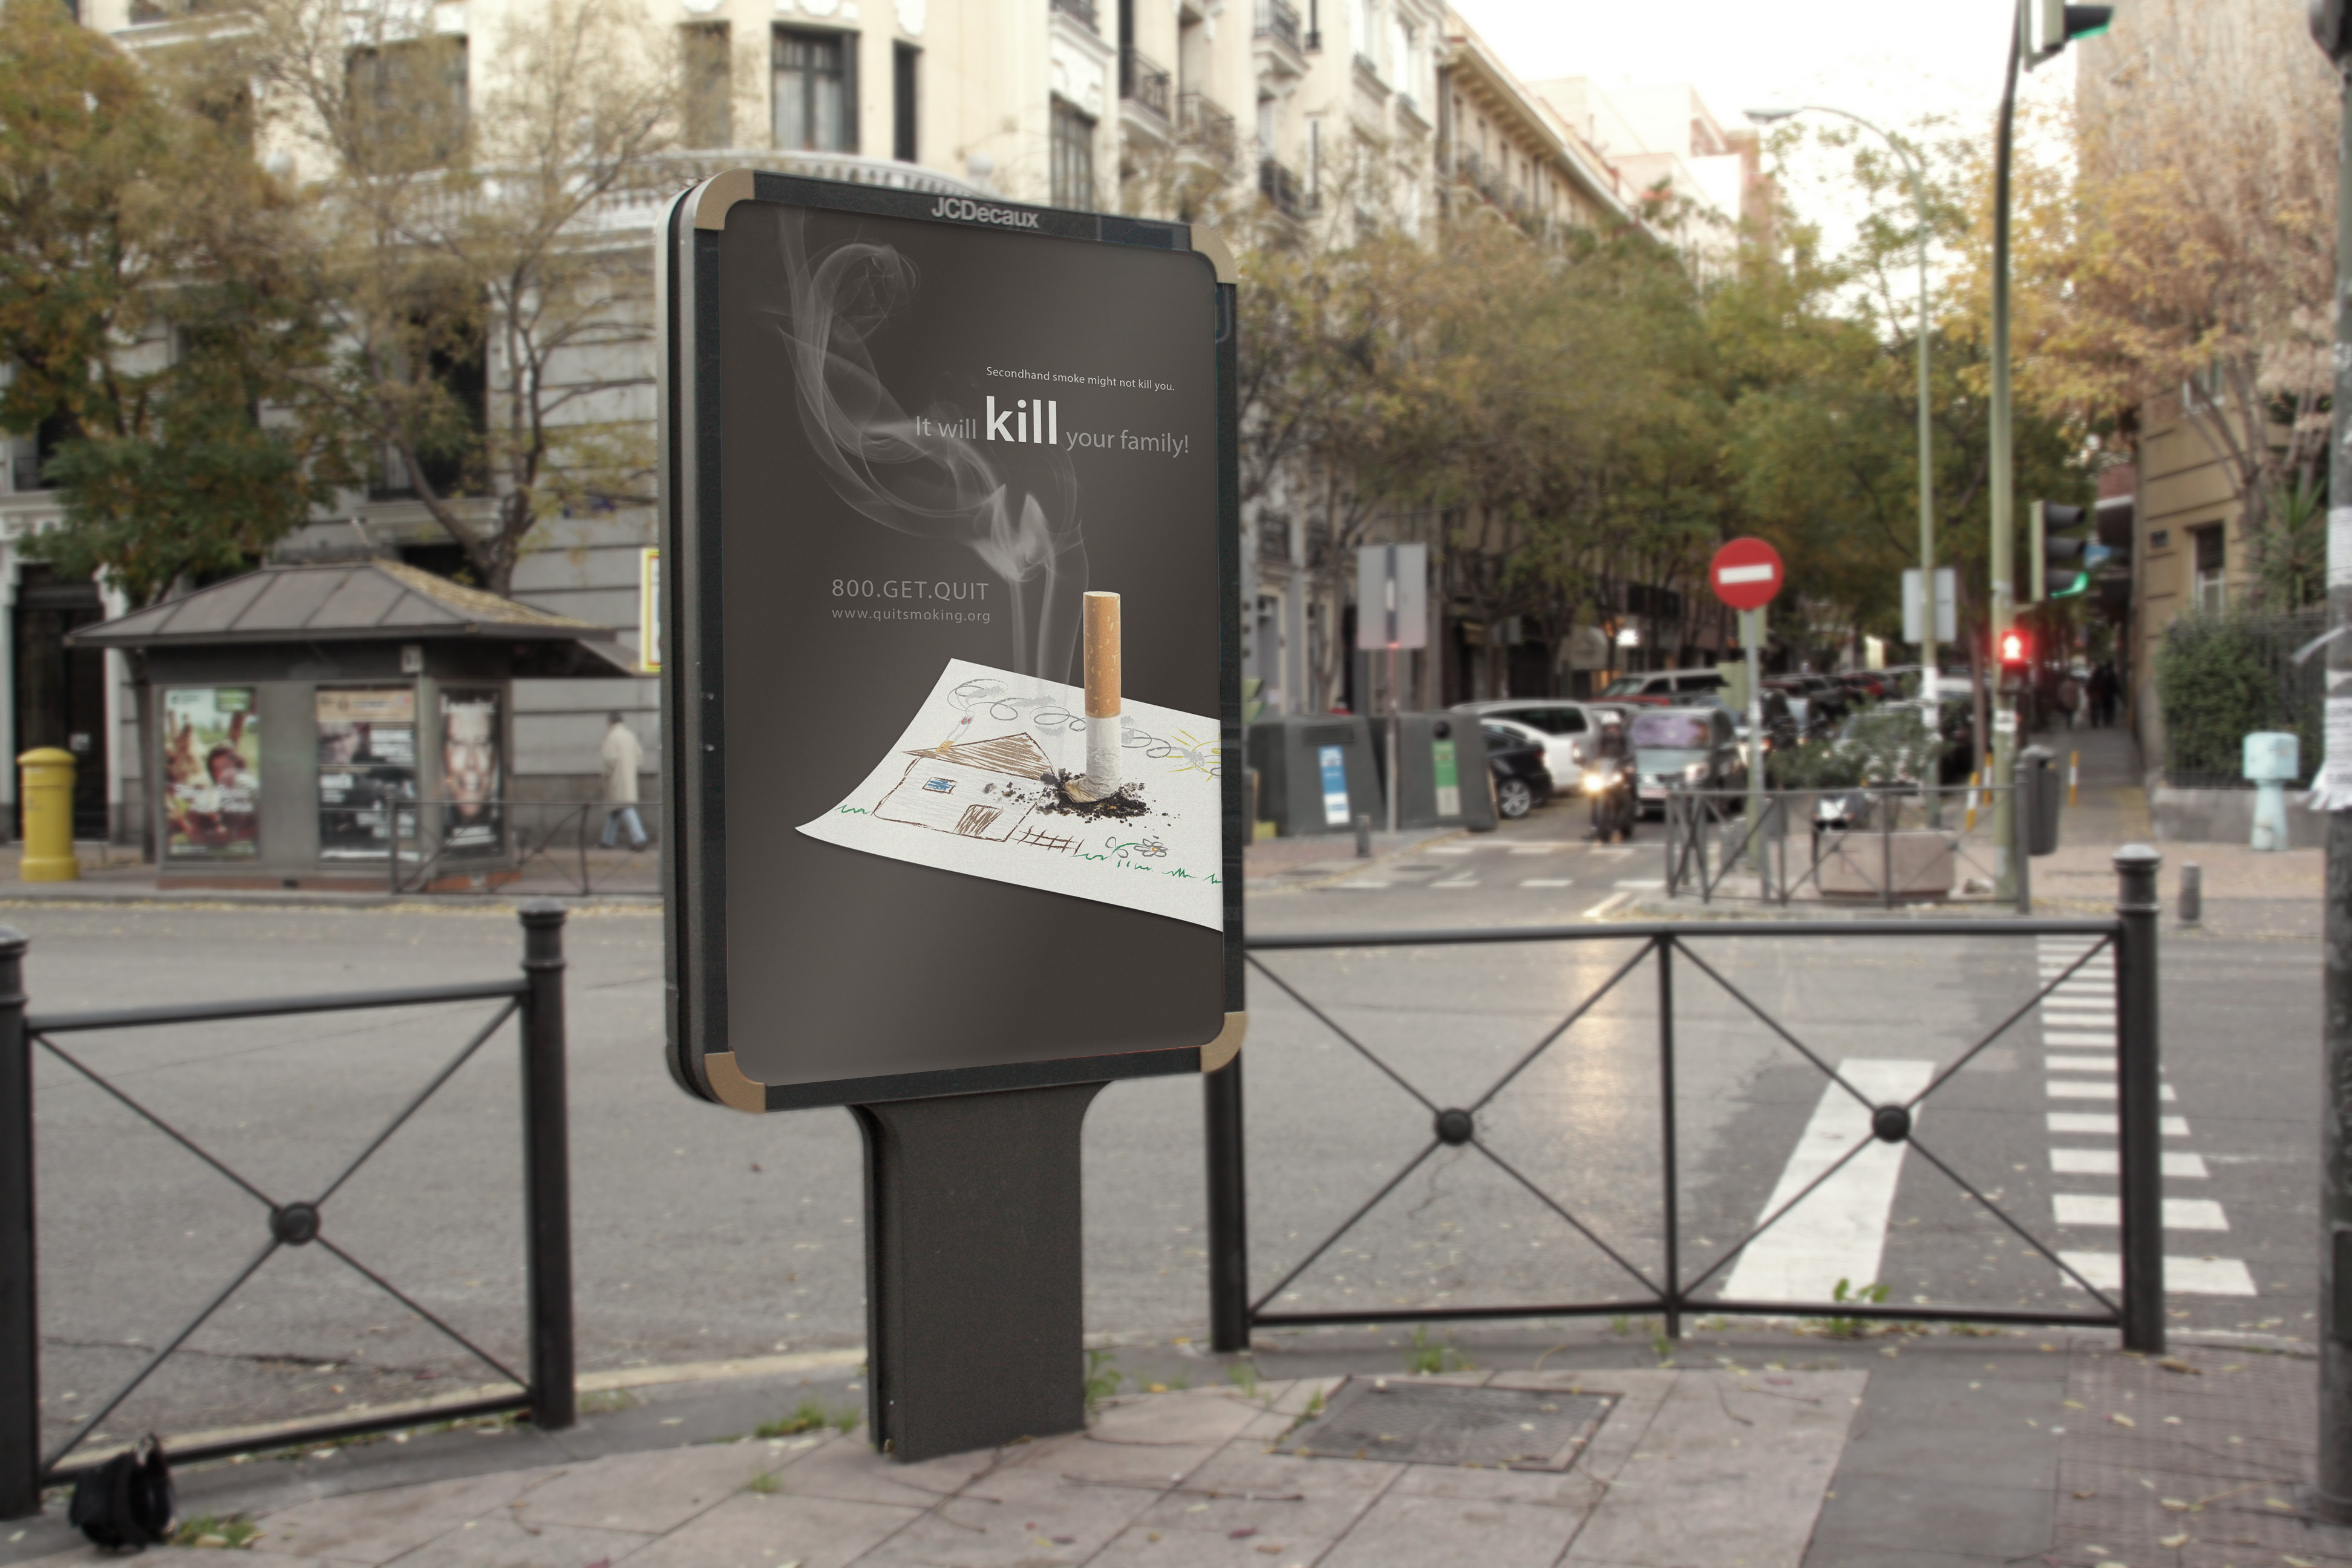 JCDecaux
Secondhand smoke might not kill you.
It will kill your family!
800.GET.QUIT
www.quitsmoking.org